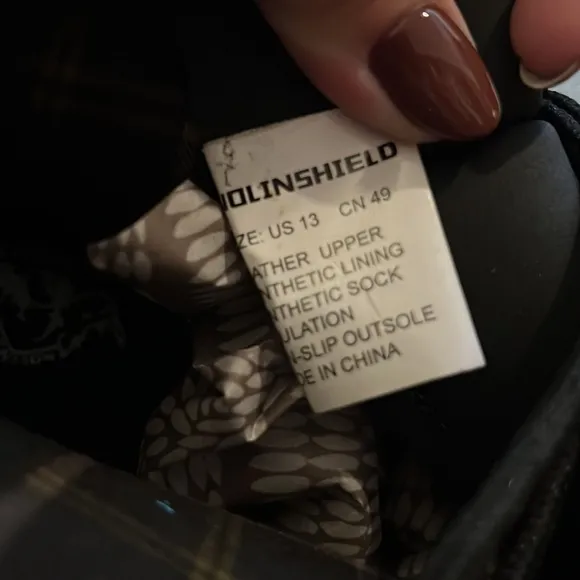 OLINSHIELD
ZE: US 13 CN 49
ATHER UPPER
NTHETIC LINING
NTHETIC SOCK
ULATION
-SLIP OUTSOLE
DE IN CHINA